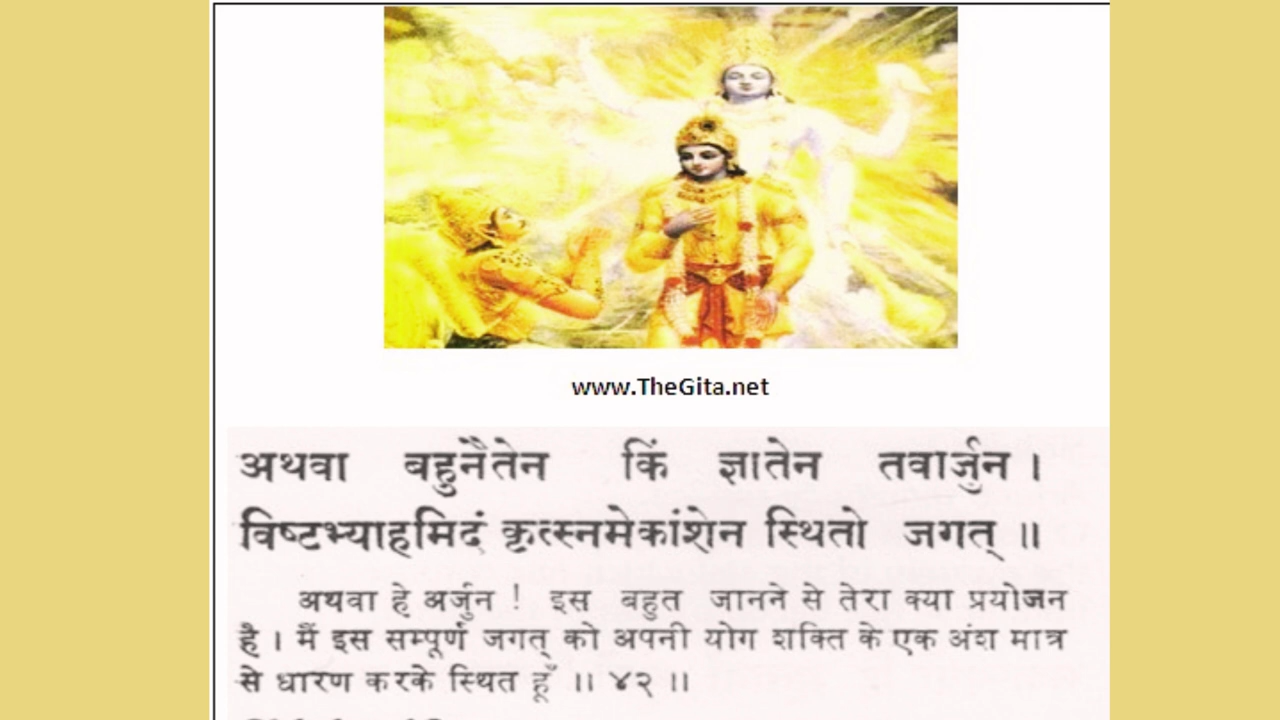 www.TheGita.net
अथवा बहुनैतेन किं ज्ञातेन तवार्जुन ।
विष्टभ्याहमिदं कृत्स्नमेकांशेन स्थितो जगत् ॥
अथवा हे अर्जुन ! इस बहुत जानने से तेरा क्या प्रयोजन
है । मैं इस सम्पूर्ण जगत् को अपनी योग शक्ति के एक अंश मात्र
से धारण करके स्थित हूँ ॥ ४२ ॥